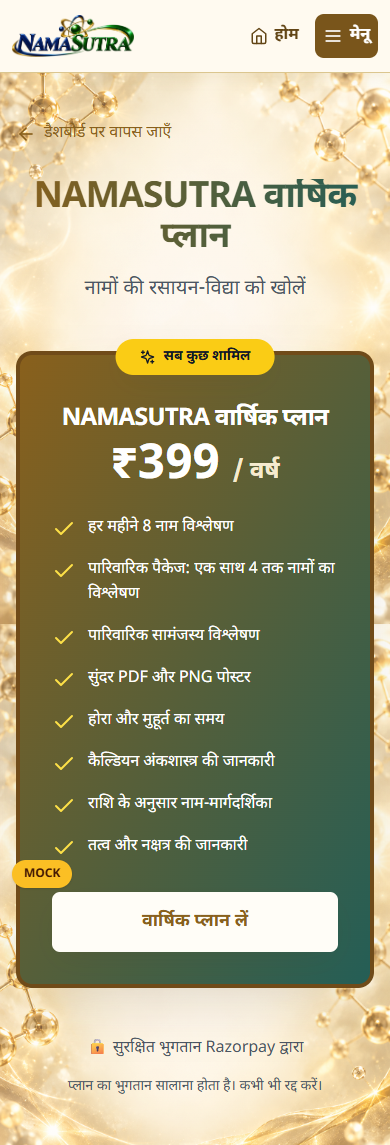 NAMASUTRA
होम
मेनू
डैशबोर्ड पर वापस जाएँ
NAMASUTRA वार्षिक
प्लान
नामों की रसायन-विद्या को खोलें
सब कुछ शामिल
NAMASUTRA वार्षिक प्लान
₹399 / वर्ष
हर महीने 8 नाम विश्लेषण
पारिवारिक पैकेज: एक साथ 4 तक नामों का
विश्लेषण
पारिवारिक सामंजस्य विश्लेषण
सुंदर PDF और PNG पोस्टर
होरा और मुहूर्त का समय
कैल्डियन अंकशास्त्र की जानकारी
राशि के अनुसार नाम-मार्गदर्शिका
तत्व और नक्षत्र की जानकारी
MOCK
वार्षिक प्लान लें
सुरक्षित भुगतान Razorpay द्वारा
प्लान का भुगतान सालाना होता है। कभी भी रद्द करें।